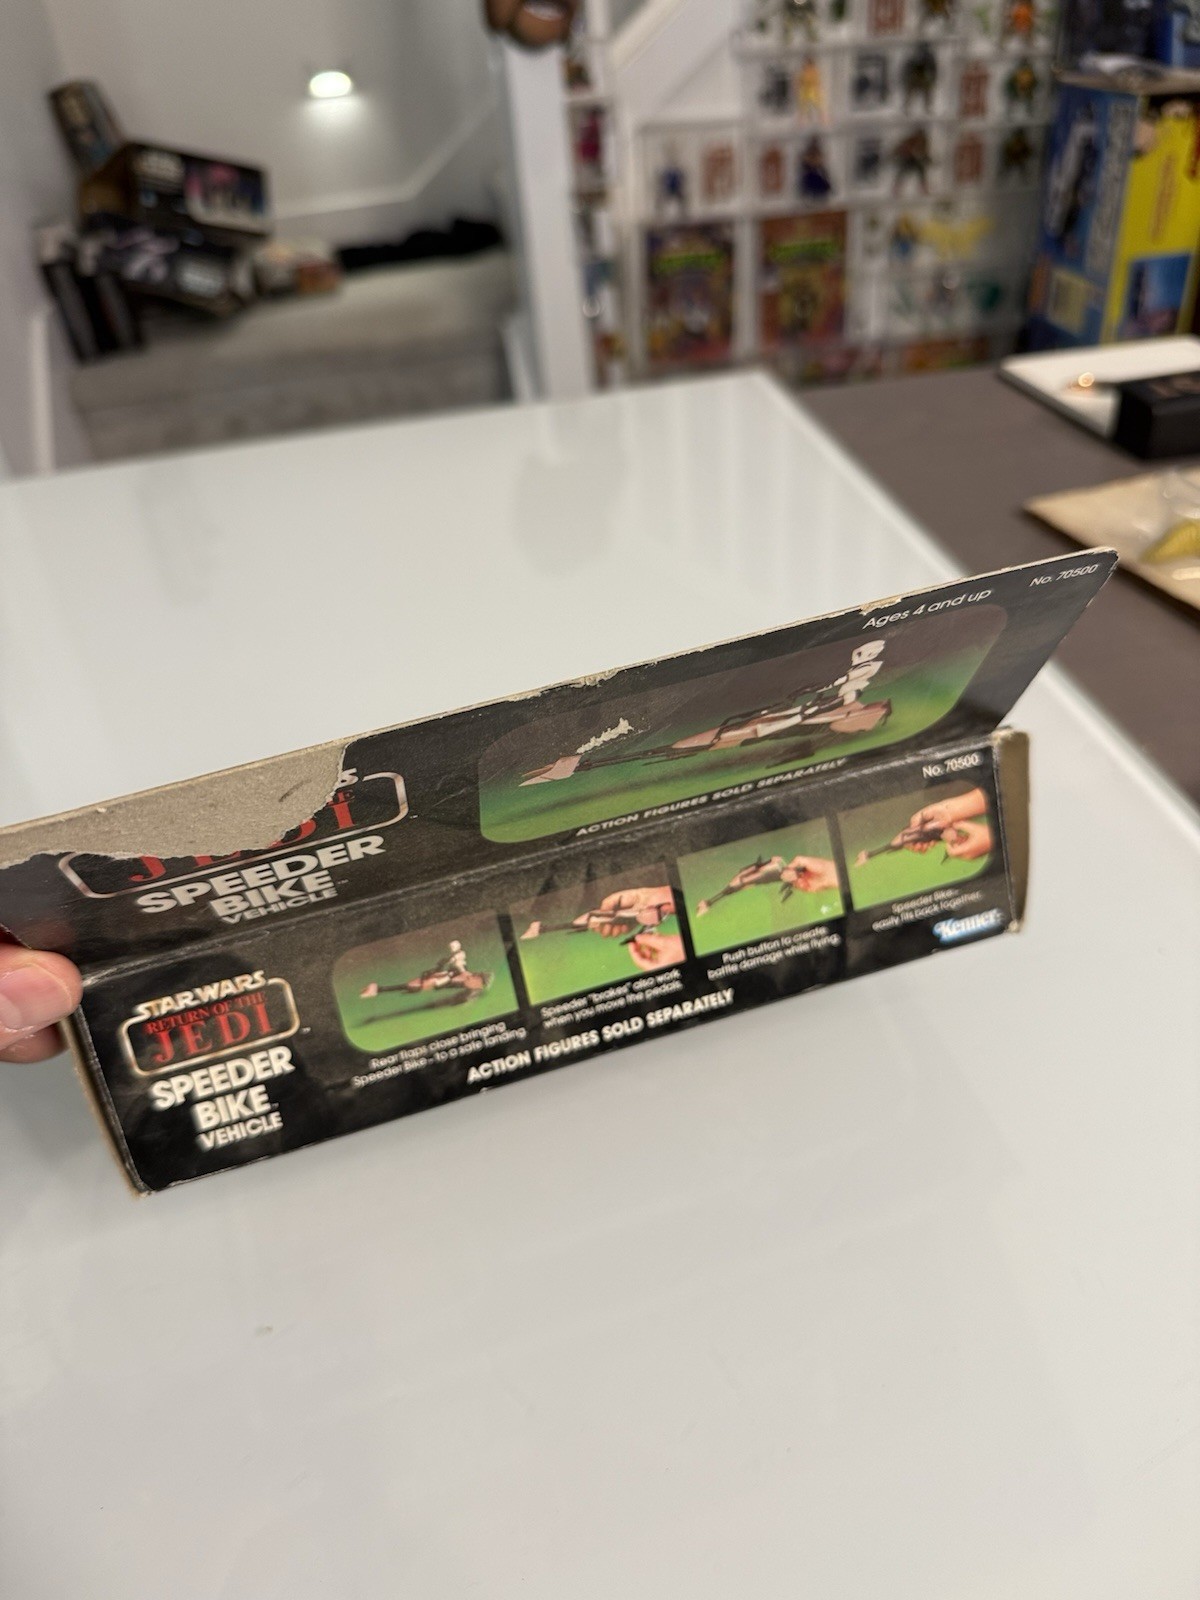 No. 70500
Ages 4 and up
JEDI
SPEEDER
BIKE
VEHICLE
ACTION FIGURES SOLD SEPARATELY
No. 70500
STAR WARS
RETURN OF THE
JEDI
SPEEDER
BIKE
VEHICLE
Rear flaps close bringing
Speeder Bike™ to a safe landing
Speeder "brakes" also work
when you move the pedals.
Push button to create
battle damage while flying.
Speeder Bike™
easily fits back together.
Kenner
ACTION FIGURES SOLD SEPARATELY